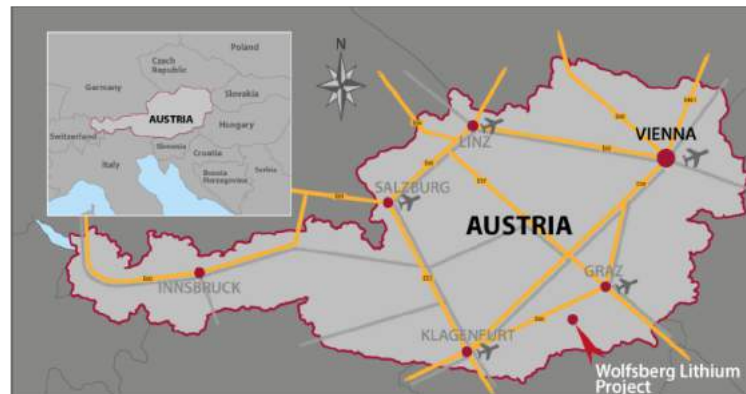 Poland
Czech
Republic
Germany
Slovakia
AUSTRIA
Hungary
Switzerland
Slovenia
Croatia
Italy
Bosnia
Herzegovina
Serbia
N
LINZ
VIENNA
SALZBURG
AUSTRIA
INNSBRUCK
GRAZ
KLAGENFURT
Wolfsberg Lithium
Project